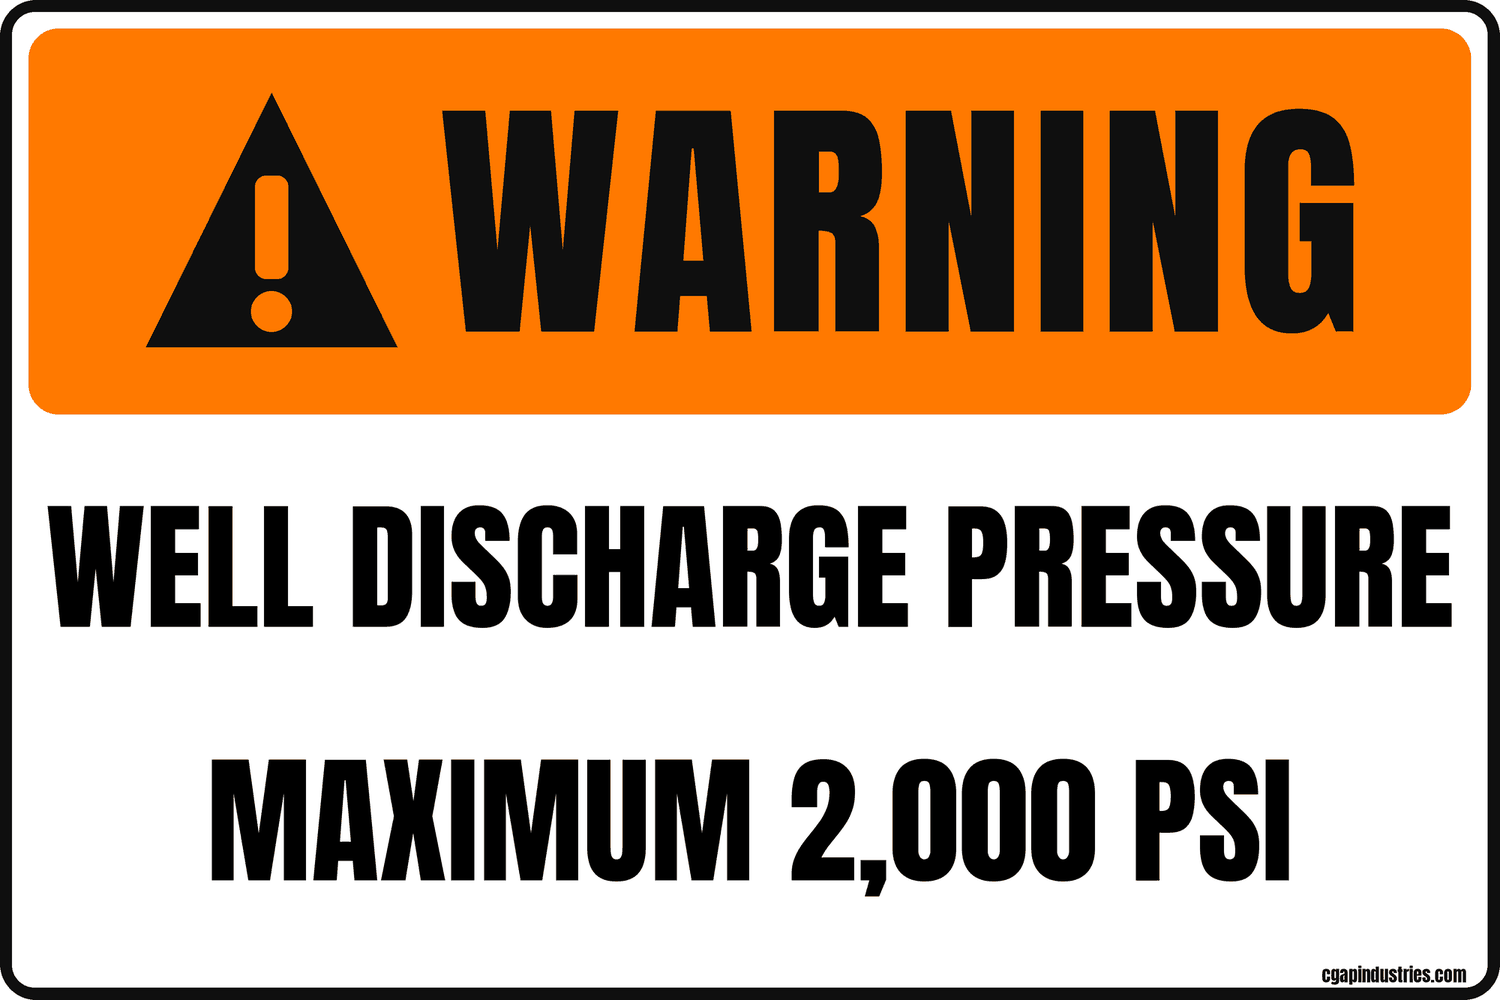 WARNING
WELL DISCHARGE PRESSURE
MAXIMUM 2,000 PSI
cgapindustries.com